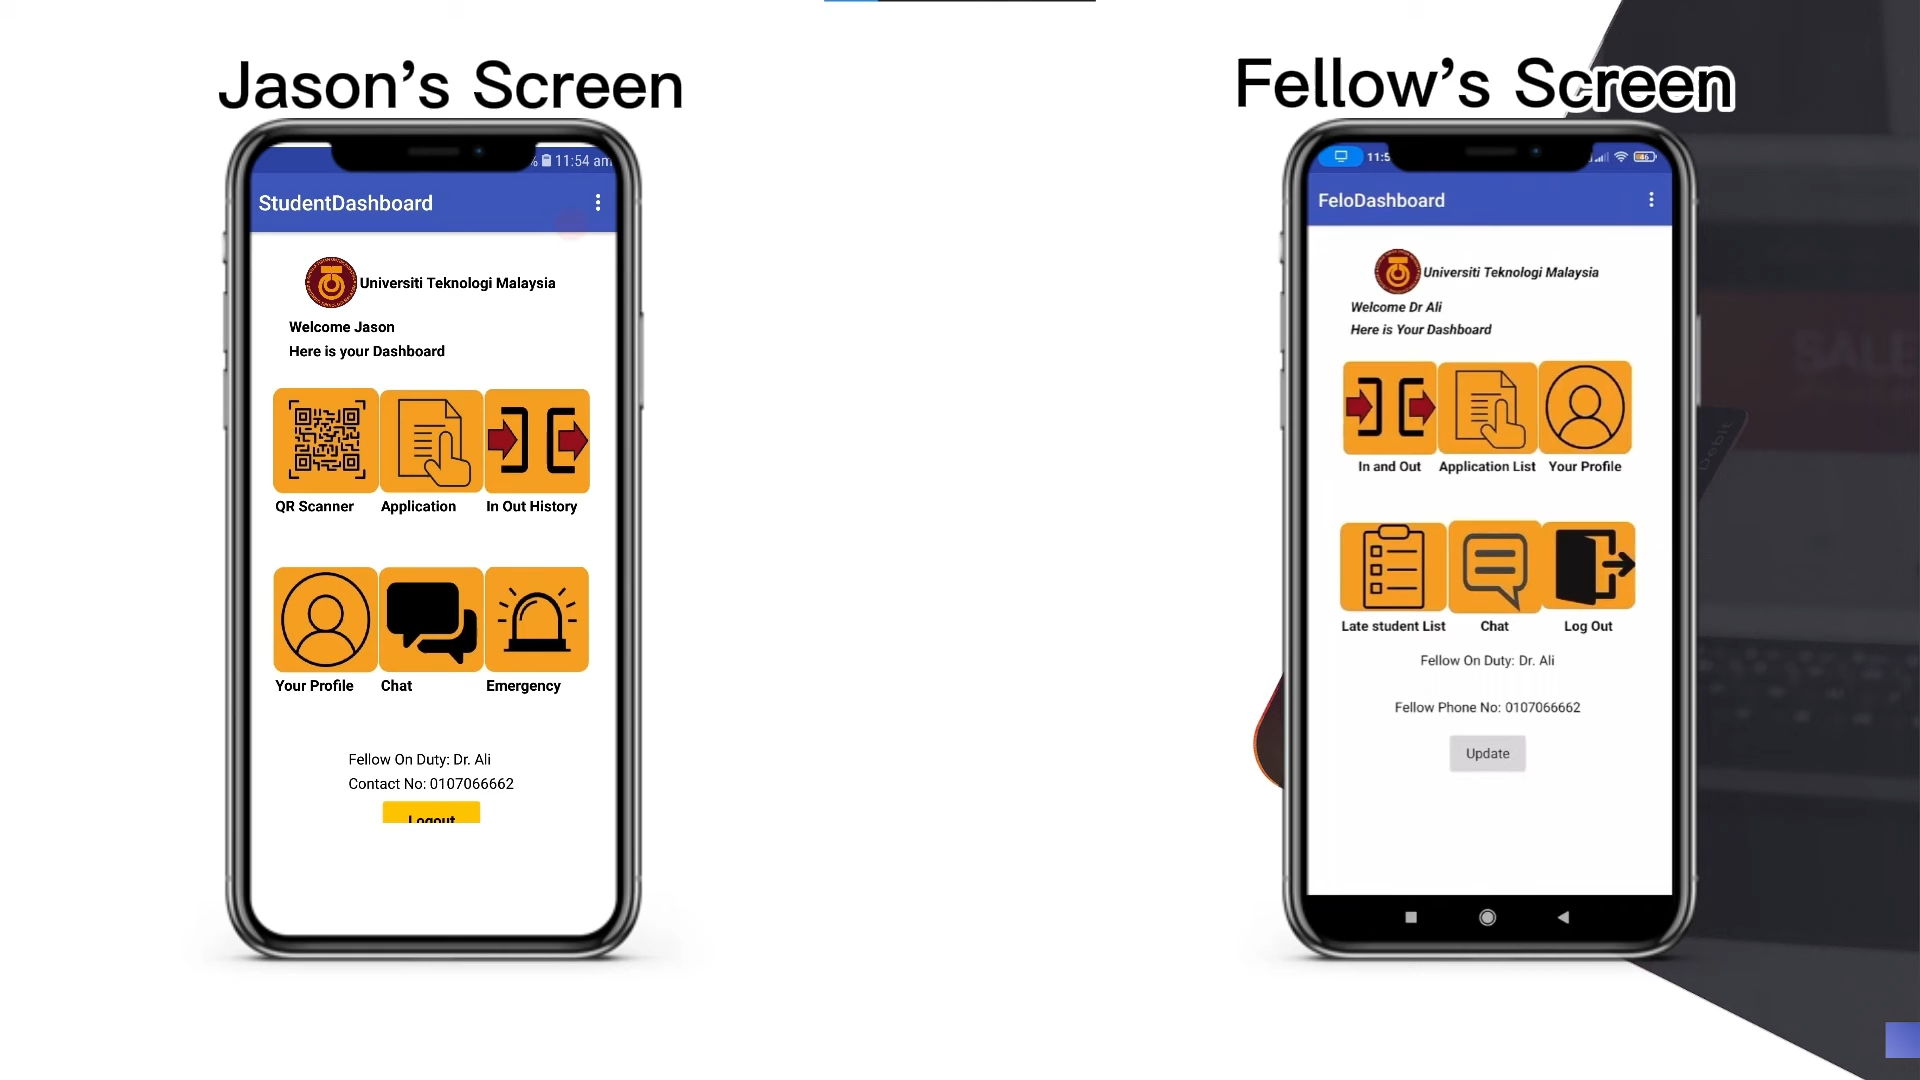 Jason's Screen
11:54 am
StudentDashboard
Universiti Teknologi Malaysia
Welcome Jason
Here is your Dashboard
QR Scanner
Application
In Out History
Your Profile
Chat
Emergency
Fellow On Duty: Dr. Ali
Contact No: 0107066662
Logout
Fellow's Screen
FeloDashboard
Universiti Teknologi Malaysia
Welcome Dr Ali
Here is Your Dashboard
In and Out
Application List
Your Profile
Late student List
Chat
Log Out
Fellow On Duty: Dr. Ali
Fellow Phone No: 0107066662
Update
SALE
Debit